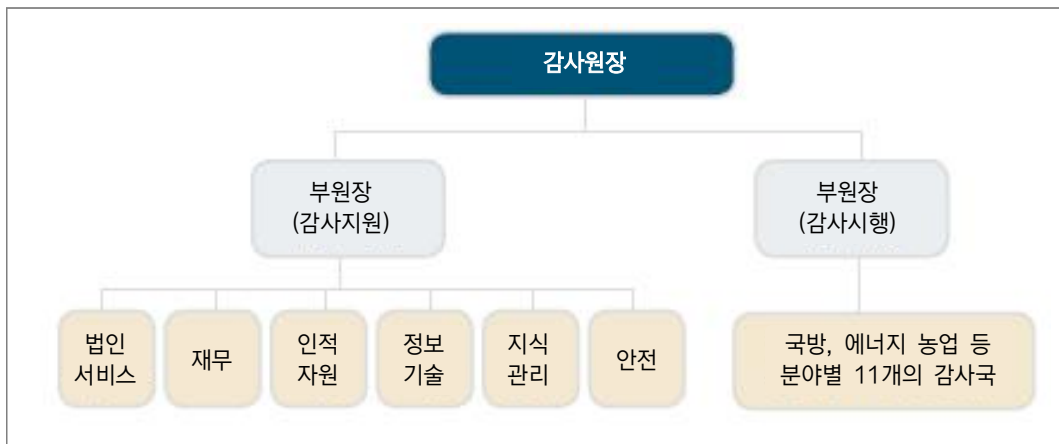 감사원장
부원장
(감사지원)
부원장
(감사시행)
법인
서비스
재무
인적
자원
정보
기술
지식
관리
안전
국방, 에너지 농업 등
분야별 11개의 감사국